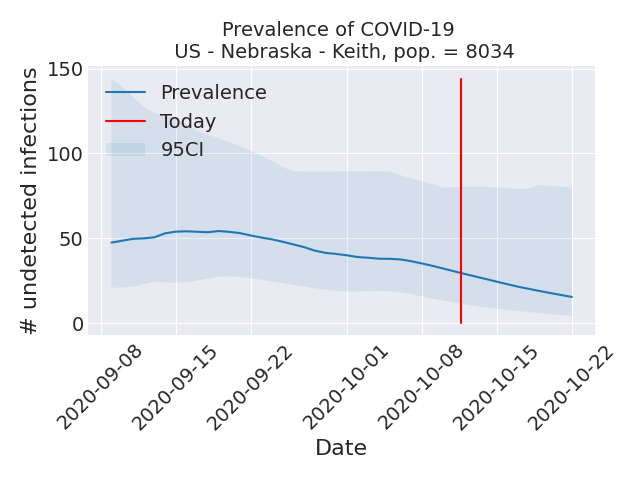 Prevalence of COVID-19
US - Nebraska - Keith, pop. = 8034
# undetected infections
150
100
50
0
Prevalence
Today
95CI
2020-09-08
2020-09-15
2020-09-22
2020-10-01
2020-10-08
2020-10-15
2020-10-22
Date